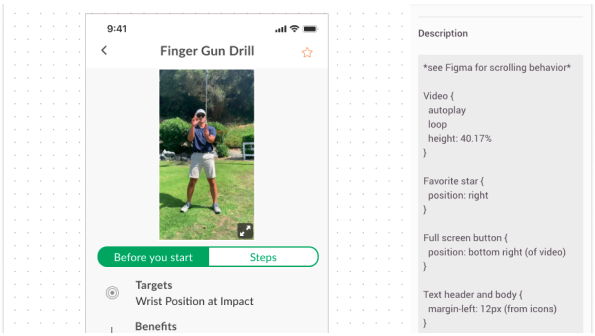 9:41
Finger Gun Drill
Before you start
Steps
Targets
Wrist Position at Impact
Benefits
Description
*see Figma for scrolling behavior*
Video {
autoplay
loop
height: 40.17%
}
Favorite star {
position: right
}
Full screen button {
position: bottom right (of video)
}
Text header and body {
margin-left: 12px (from icons)
}